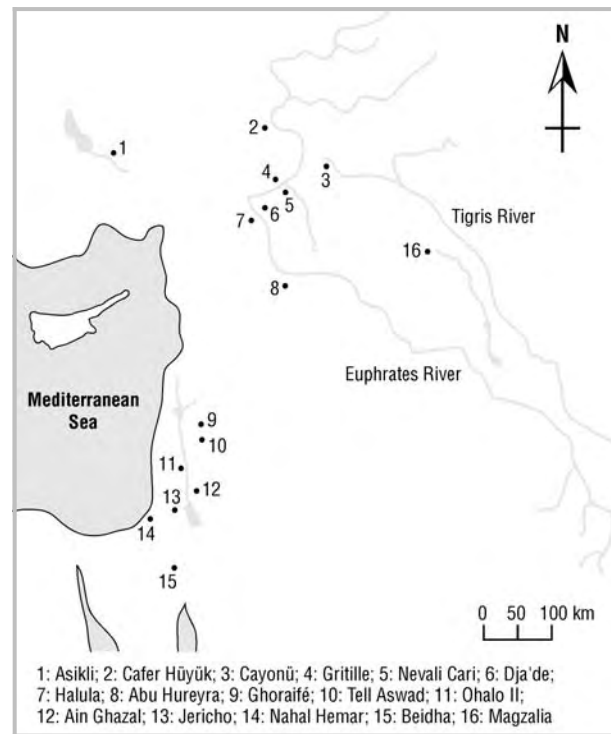 N
2
1
4
3
5
Tigris River
6
7
16
8
Euphrates River
Mediterranean
Sea
9
10
11
12
13
14
15
0 50 100 km
1: Asikli; 2: Cafer Hüyük; 3: Cayonü; 4: Gritille; 5: Nevali Cari; 6: Dja'de;
7: Halula; 8: Abu Hureyra; 9: Ghoraifé; 10: Tell Aswad; 11: Ohalo II;
12: Ain Ghazal; 13: Jericho; 14: Nahal Hemar; 15: Beidha; 16: Magzalia